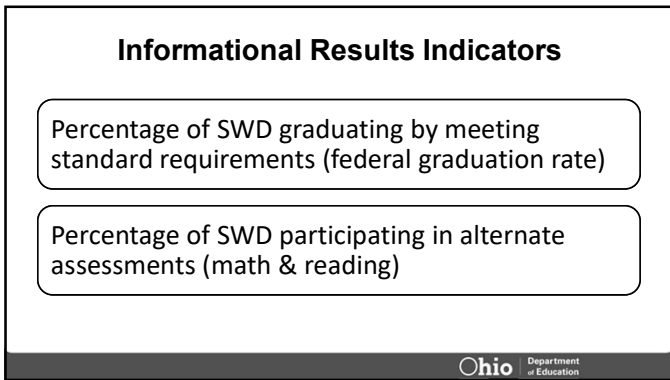 Informational Results Indicators
Percentage of SWD graduating by meeting
standard requirements (federal graduation rate)
Percentage of SWD participating in alternate
assessments (math & reading)
Ohio Department
of Education